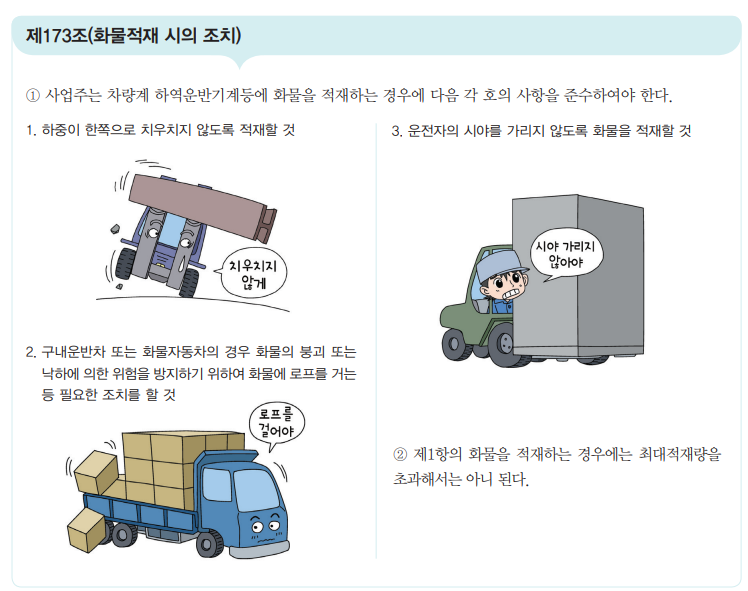 제173조(화물적재 시의 조치)
① 사업주는 차량계 하역운반기계등에 화물을 적재하는 경우에 다음 각 호의 사항을 준수하여야 한다.
1. 하중이 한쪽으로 치우치지 않도록 적재할 것
치우치지
않게
2. 구내운반차 또는 화물자동차의 경우 화물의 붕괴 또는
낙하에 의한 위험을 방지하기 위하여 화물에 로프를 거는
등 필요한 조치를 할 것
로프를
걸어야
3. 운전자의 시야를 가리지 않도록 화물을 적재할 것
시야 가리지
않아야
② 제1항의 화물을 적재하는 경우에는 최대적재량을
초과해서는 아니 된다.